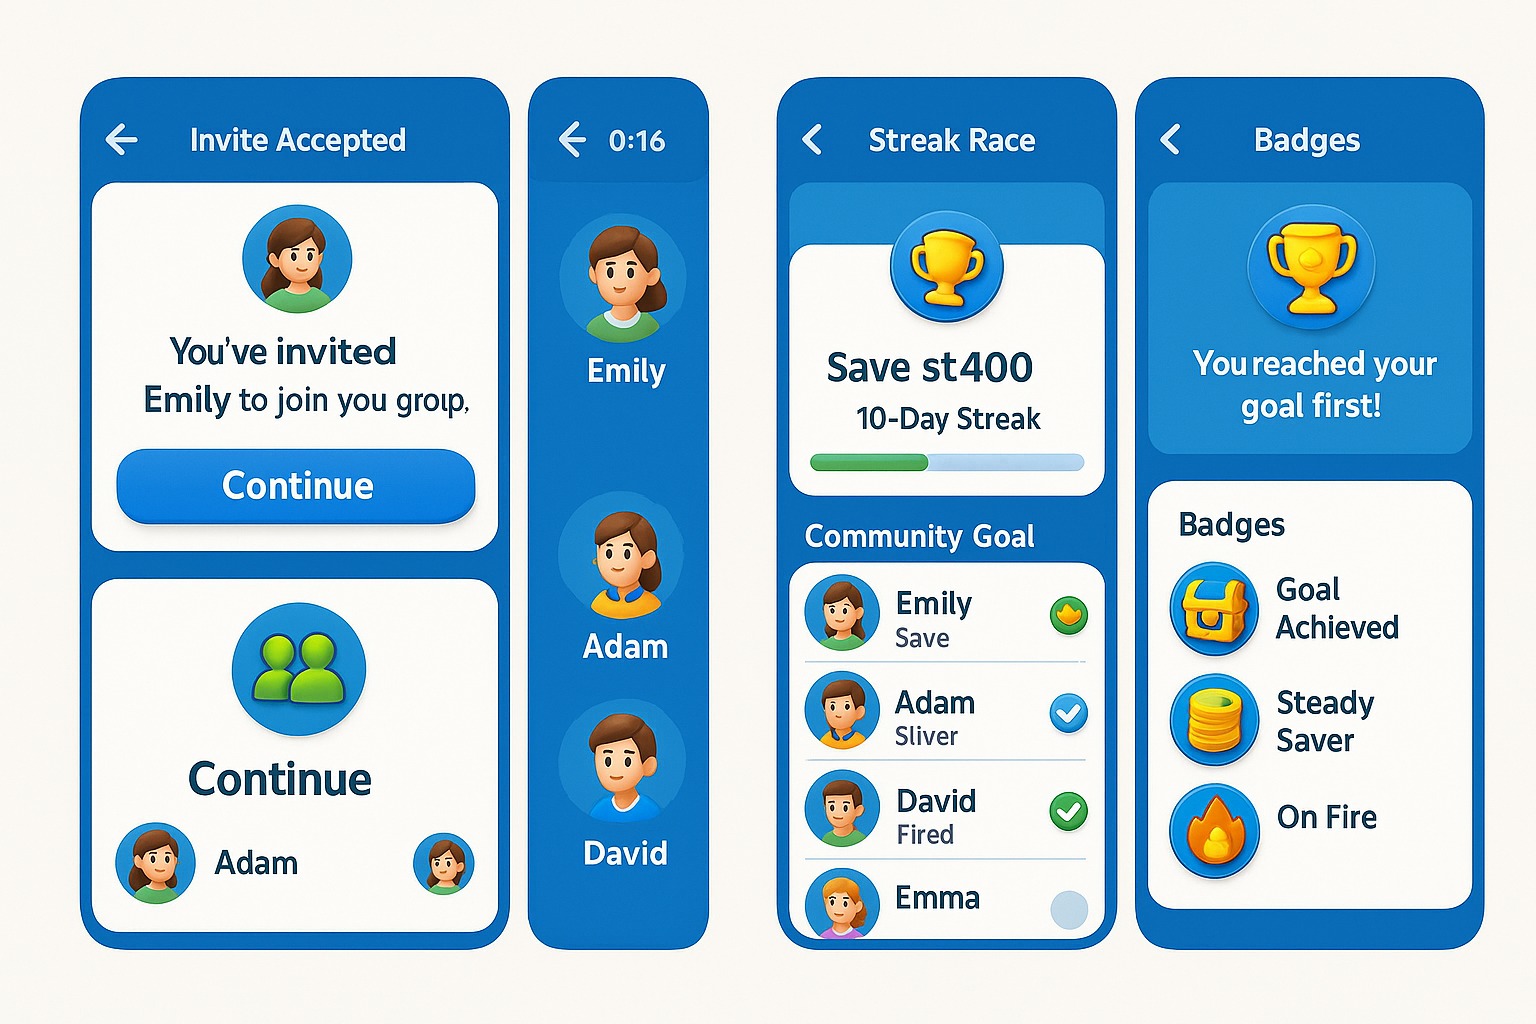 Invite Accepted
You've invited
Emily to join you group,
Continue
Continue
Adam
0:16
Emily
Adam
David
Streak Race
Save st400
10-Day Streak
Community Goal
Emily
Save
Adam
Sliver
David
Fired
Emma
Badges
You reached your
goal first!
Badges
Goal
Achieved
Steady
Saver
On Fire